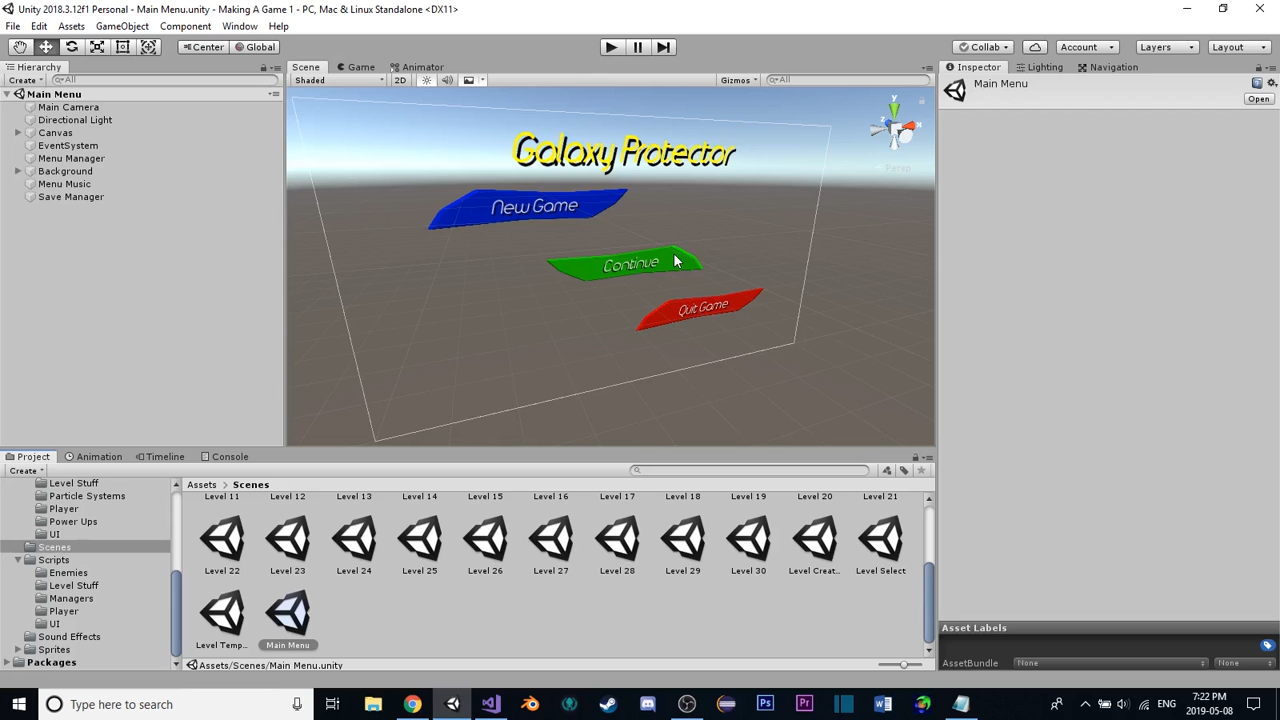 Unity 2018.3.12f1 Personal - Main Menu.unity - Making A Game 1 - PC, Mac & Linux Standalone <DX11>
File Edit Assets GameObject Component Window Help
Center Global Collab Account Layers Layout
Hierarchy
Create All
Main Menu
Main Camera
Directional Light
Canvas
EventSystem
Menu Manager
Background
Menu Music
Save Manager
Scene Game Animator
Shaded 2D Gizmos All
y
x
z
Persp
Galaxy Protector
New Game
Continue
Quit Game
Inspector Lighting Navigation
Main Menu
Open
Project Animation Timeline Console
Create
Level Stuff
Particle Systems
Player
Power Ups
UI
Scenes
Scripts
Enemies
Level Stuff
Managers
Player
UI
Sound Effects
Sprites
Packages
Assets Scenes
Level 11 Level 12 Level 13 Level 14 Level 15 Level 16 Level 17 Level 18 Level 19 Level 20 Level 21
Level 22 Level 23 Level 24 Level 25 Level 26 Level 27 Level 28 Level 29 Level 30 Level Creat... Level Select
Level Temp... Main Menu
Assets/Scenes/Main Menu.unity
Asset Labels
AssetBundle None None
Type here to search
ENG
7:22 PM
2019-05-08